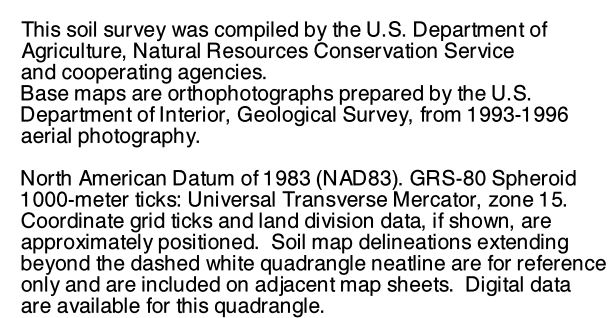 This soil survey was compiled by the U.S. Department of
Agriculture, Natural Resources Conservation Service
and cooperating agencies.
Base maps are orthophotographs prepared by the U.S.
Department of Interior, Geological Survey, from 1993-1996
aerial photography.

North American Datum of 1983 (NAD83). GRS-80 Spheroid
1000-meter ticks: Universal Transverse Mercator, zone 15.
Coordinate grid ticks and land division data, if shown, are
approximately positioned.  Soil map delineations extending
beyond the dashed white quadrangle neatline are for reference
only and are included on adjacent map sheets.  Digital data
are available for this quadrangle.